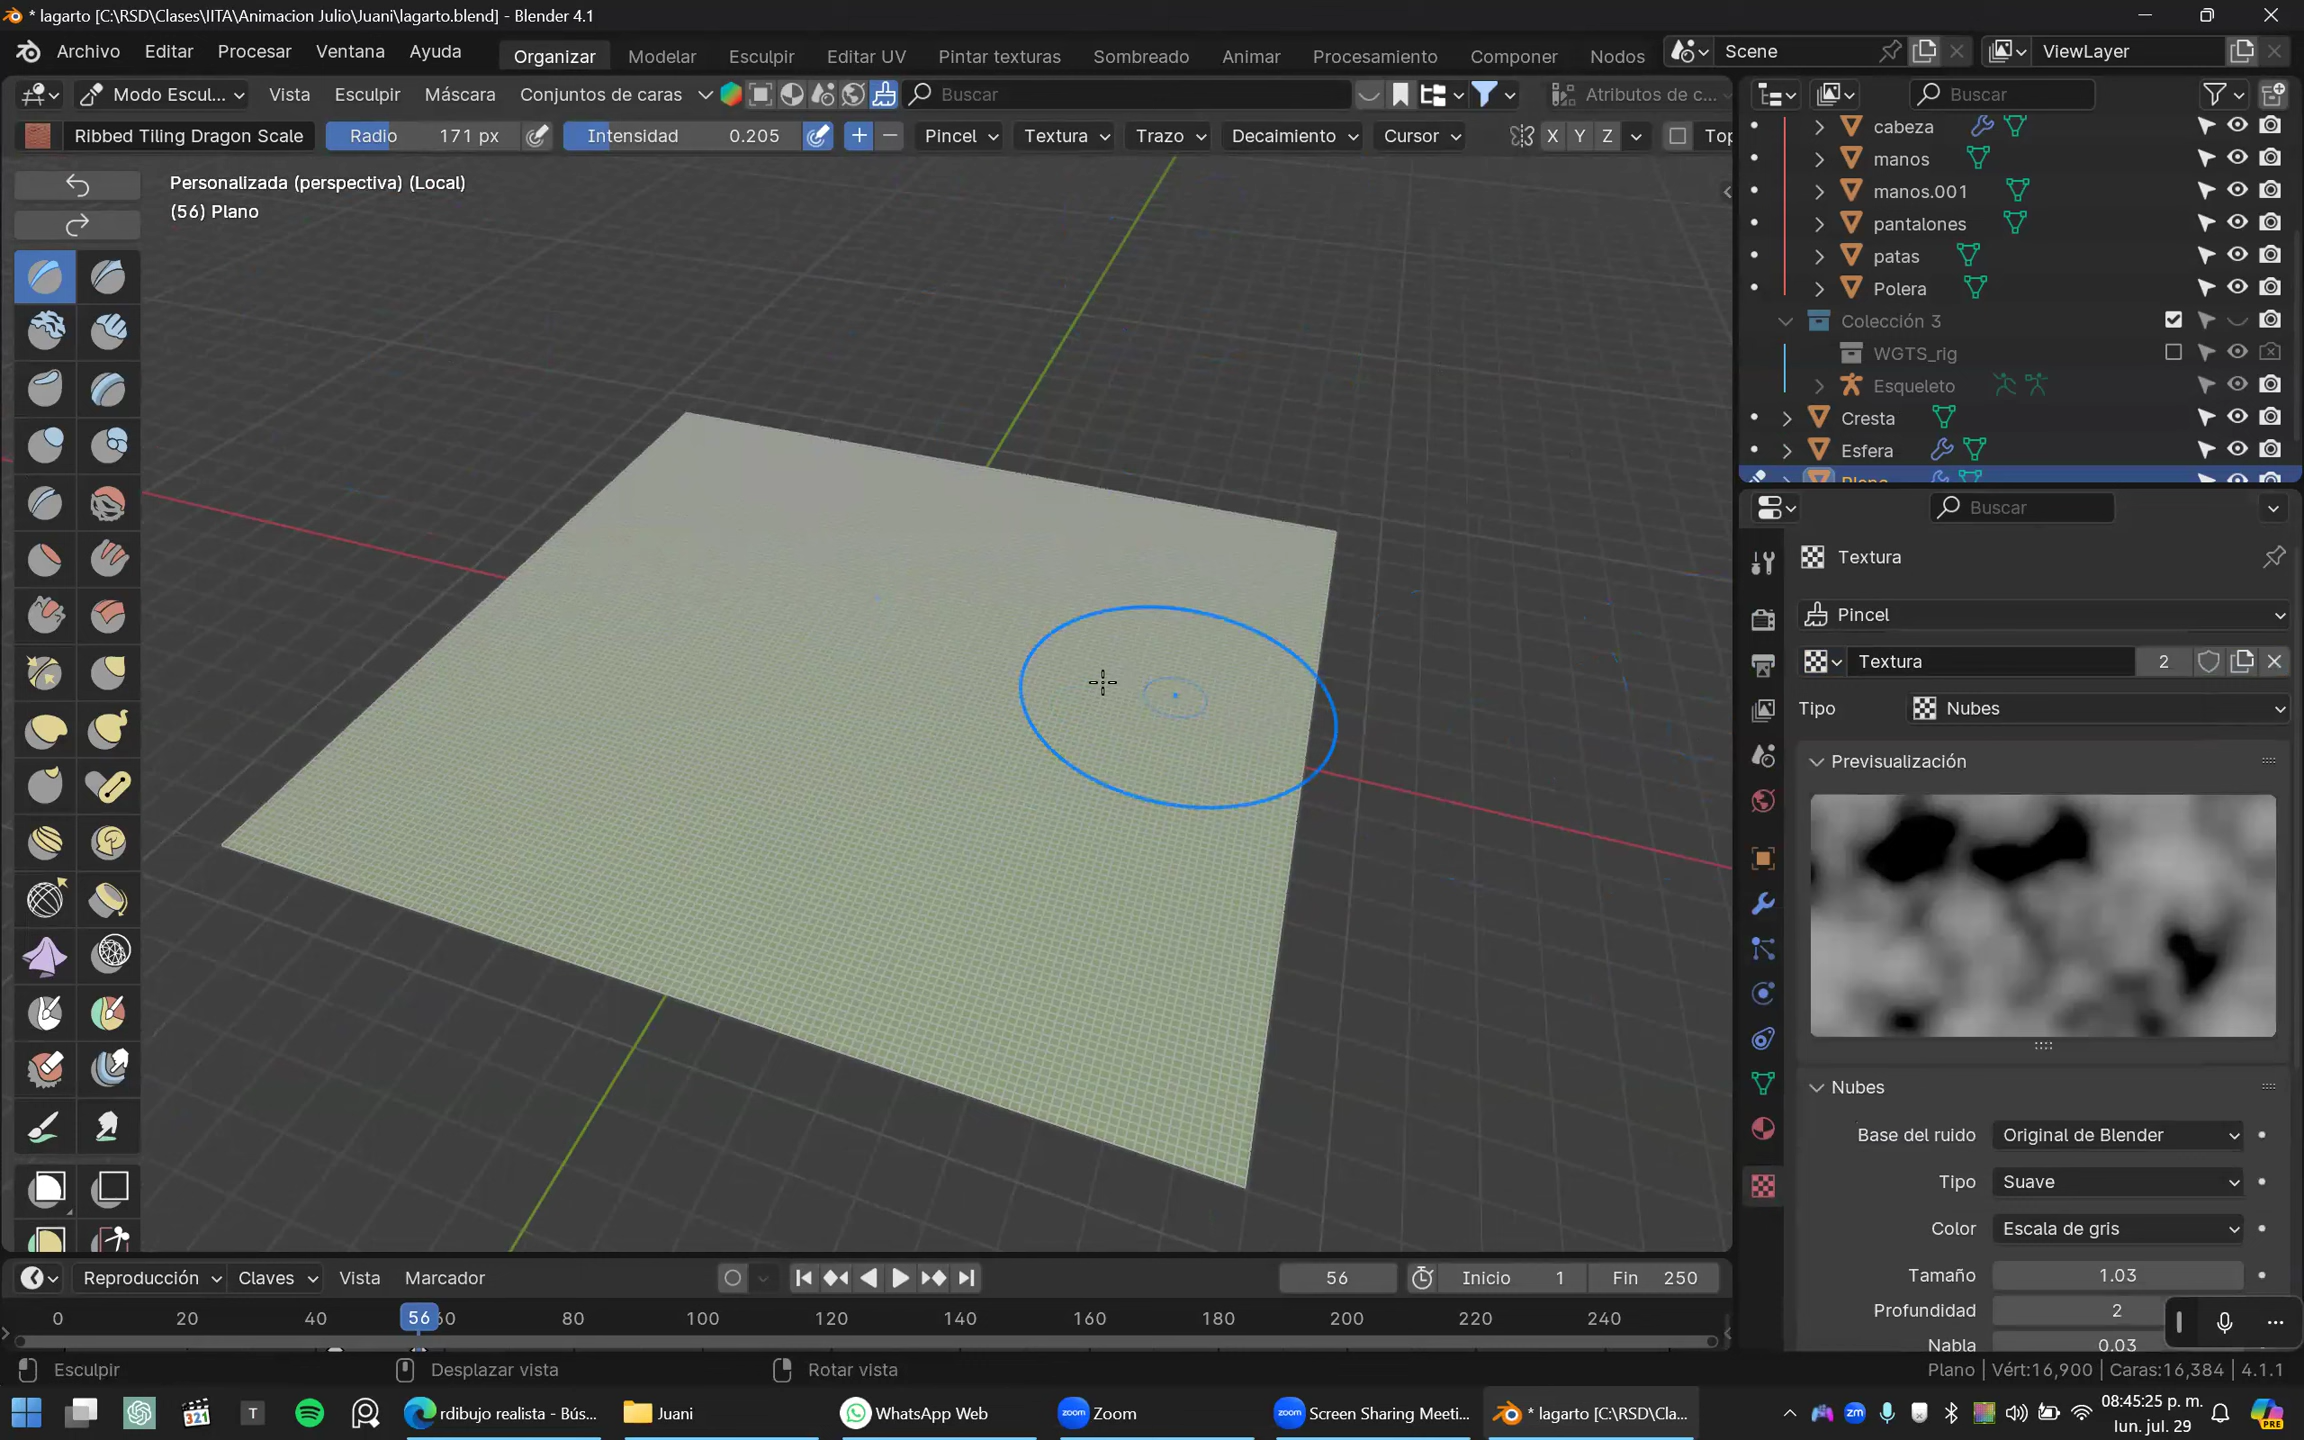 * lagarto [C:\RSD\Clases\IITA\Animacion Julio\Juani\lagarto.blend] - Blender 4.1
Archivo Editar Procesar Ventana Ayuda Organizar Modelar Esculpir Editar UV Pintar texturas Sombreado Animar Procesamiento Componer Nodos Scene ViewLayer
Modo Escul... Vista Esculpir Máscara Conjuntos de caras Buscar Atributos de c... Buscar
Ribbed Tiling Dragon Scale Radio 171 px Intensidad 0.205 Pincel Textura Trazo Decaimiento Cursor X Y Z Top
Personalizada (perspectiva) (Local)
(56) Plano
cabeza
manos
manos.001
pantalones
patas
Polera
Colección 3
WGTS_rig
Esqueleto
Cresta
Esfera
Plano
Buscar
Textura
Pincel
Textura 2
Tipo Nubes
Previsualización
Nubes
Base del ruido Original de Blender
Tipo Suave
Color Escala de gris
Tamaño 1.03
Profundidad 2
Nabla 0.03
Reproducción Claves Vista Marcador 56 Inicio 1 Fin 250
0 20 40 56 60 80 100 120 140 160 180 200 220 240
Esculpir Desplazar vista Rotar vista Plano | Vért:16,900 | Caras:16,384 | 4.1.1
321 T rdibujo realista - Bús... Juani WhatsApp Web zoom Zoom zoom Screen Sharing Meeti... * lagarto [C:\RSD\Cla... zm 08:45:25 p. m. PRE
lun. jul. 29